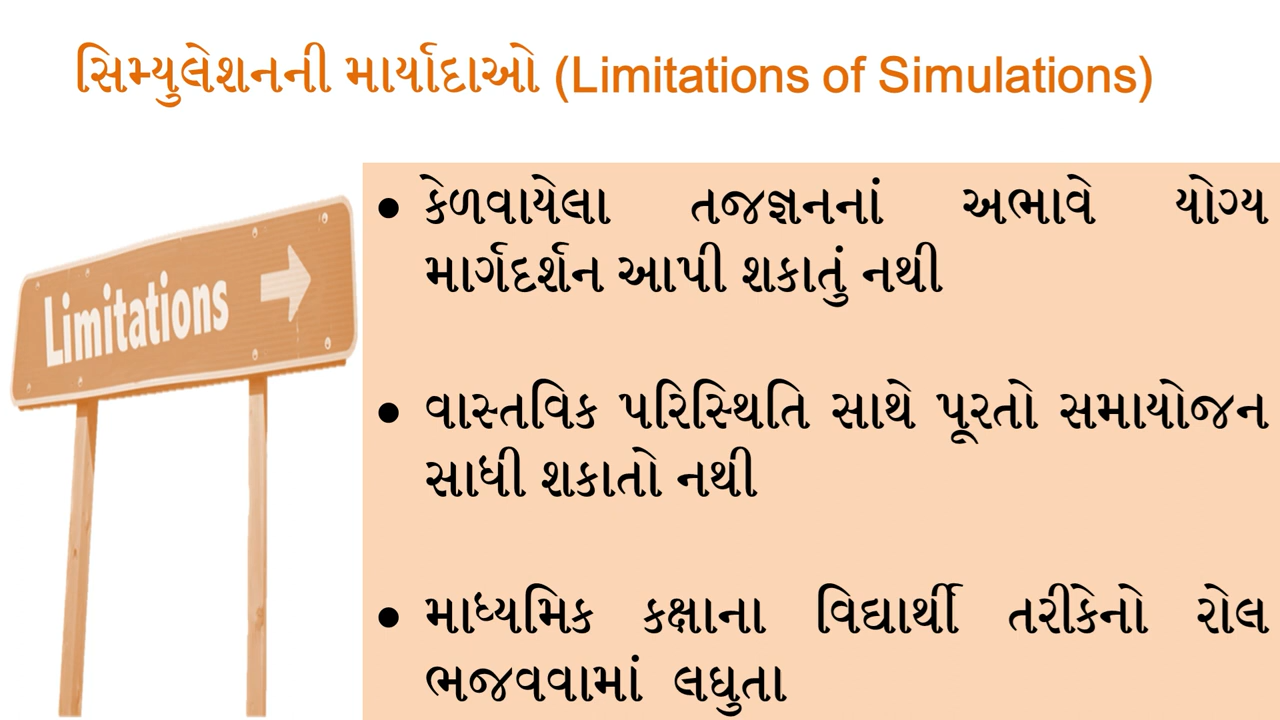 સિમ્યુલેશનની માર્યાદાઓ (Limitations of Simulations)
Limitations
• કેળવાયેલા તજજ્ઞનનાં અભાવે યોગ્ય
માર્ગદર્શન આપી શકાતું નથી
• વાસ્તવિક પરિસ્થિતિ સાથે પૂરતો સમાયોજન
સાધી શકાતો નથી
• માધ્યમિક કક્ષાના વિદ્યાર્થી તરીકેનો રોલ
ભજવવામાં લઘુતા